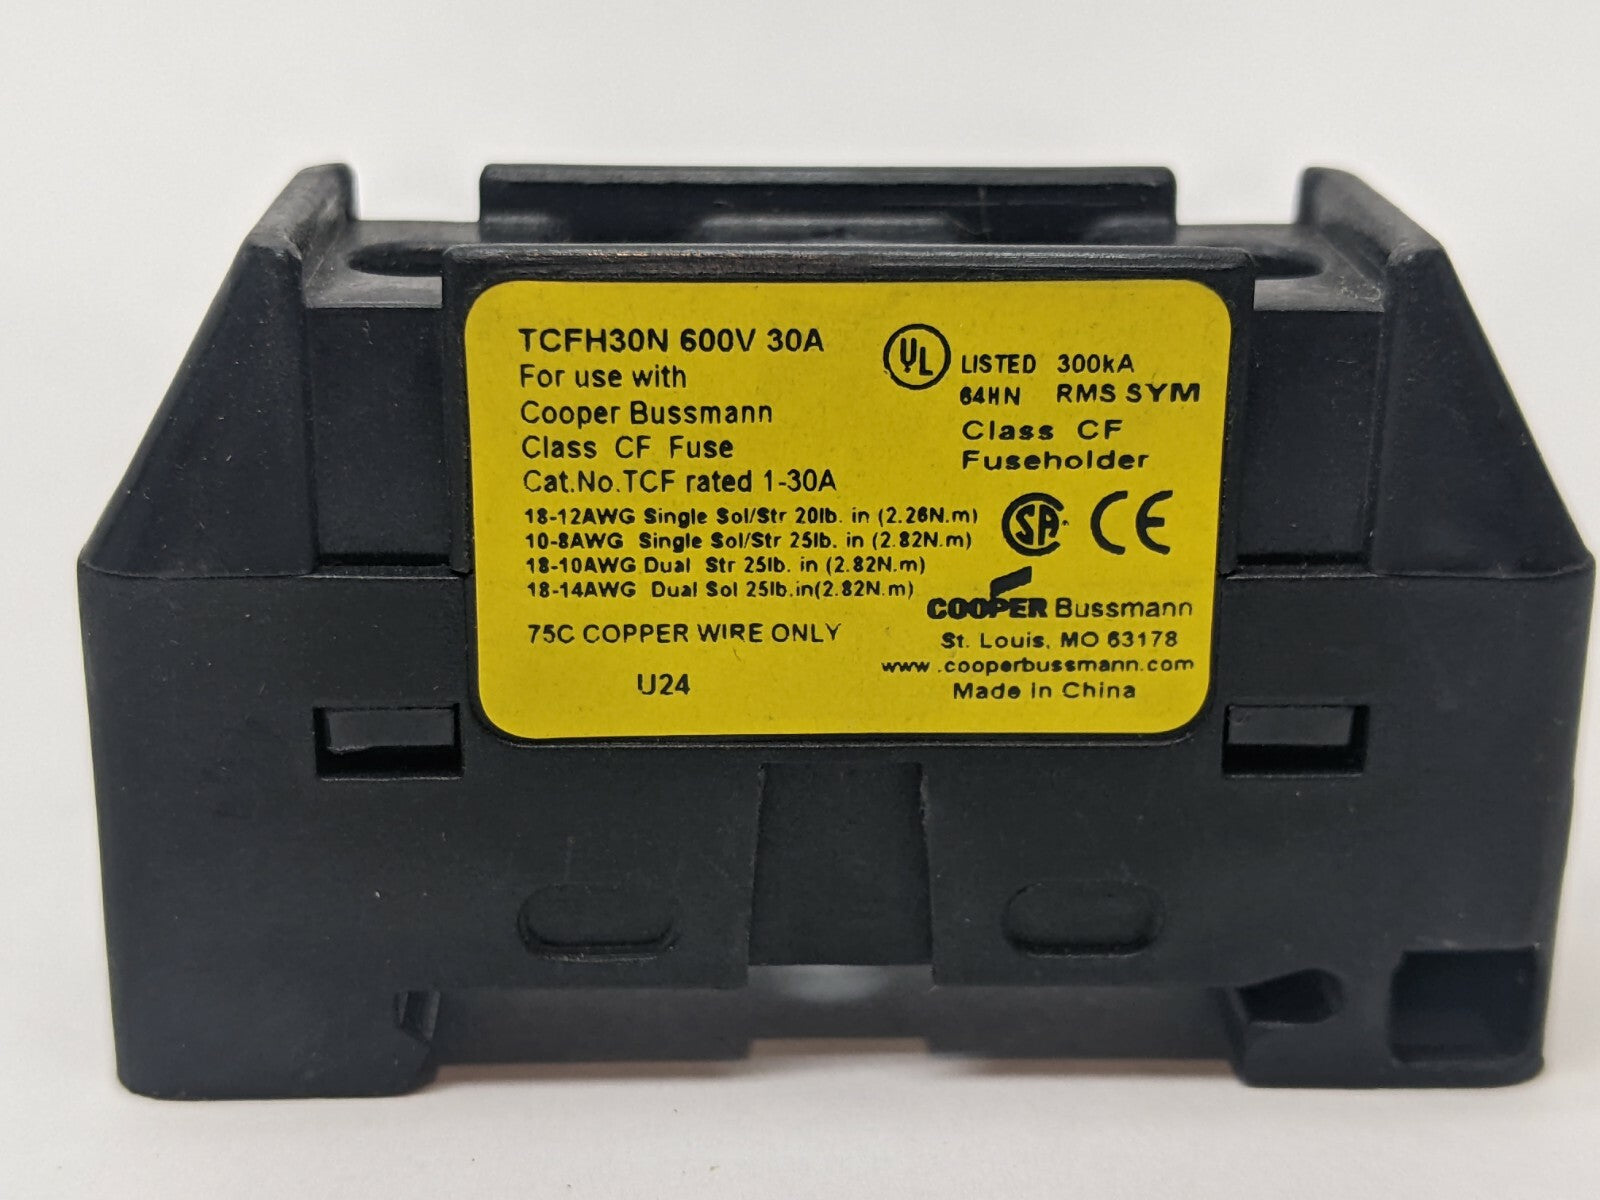 TCFH30N 600V 30A
For use with
Cooper Bussmann
Class CF Fuse
Cat.No.TCF rated 1-30A
18-12AWG Single Sol/Str 20lb. in (2.26N.m)
10-8AWG Single Sol/Str 25lb. in (2.82N.m)
18-10AWG Dual Str 25lb. in (2.82N.m)
18-14AWG Dual Sol 25lb.in(2.82N.m)
75C COPPER WIRE ONLY
U24
UL LISTED 300kA
64HN RMS SYM
Class CF
Fuseholder
SA CE
COOPER Bussmann
St. Louis, MO 63178
www.cooperbussmann.com
Made in China